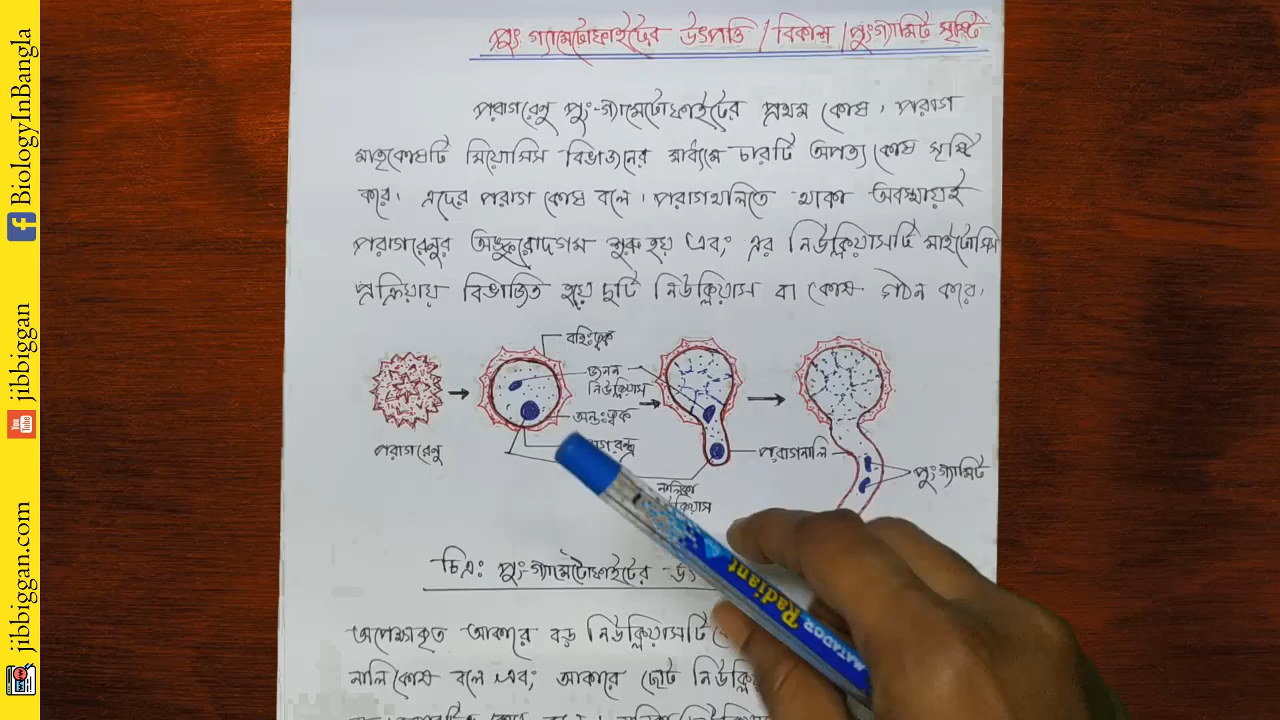 পুং গ্যামেটোফাইটের উৎপত্তি / বিকাশ / পুংগ্যামিট সৃষ্টি
পরাগরেনু পুং-গ্যামেটোফাইটের প্রথম কোষ। পরাগ
মাতৃকোষটি মিয়োসিস বিভাজনের মাধ্যমে চারটি অপত্য কোষ সৃষ্টি
করে। এদের পরাগ কোষ বলে। পরাগথলিতে থাকা অবস্থায়ই
পরাগরেনুর অঙ্কুরোদগম শুরু হয় এবং এর নিউক্লিয়াসটি মাইটোসিস
প্রক্রিয়ায় বিভাজিত হয়ে দুটি নিউক্লিয়াস বা কোষ গঠন করে।
বহিঃত্বক
জনন
নিউক্লিয়াস
অন্তঃত্বক
পরাগরেনু
পরাগনালি
পুংগ্যামিট
নালিকা
চিত্র: পুং-গ্যামেটোফাইটের
অপেক্ষাকৃত আকারে বড় নিউক্লিয়াসটি
নালিকোষ বলে এবং আকারে ছোট
MATADOR Radiant
BiologyInBangla
jibbiggan
You Tube
jibbiggan.com